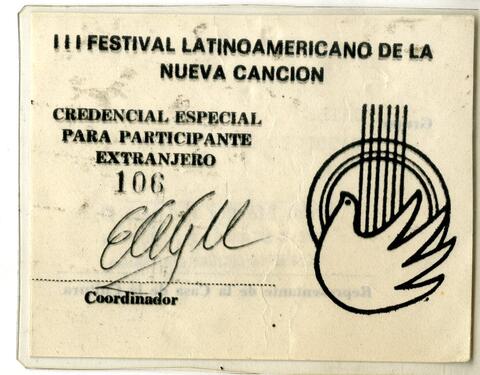 III FESTIVAL LATINOAMERICANO DE LA
NUEVA CANCION
CREDENCIAL ESPECIAL
PARA PARTICIPANTE
EXTRANJERO
106
Coordinador